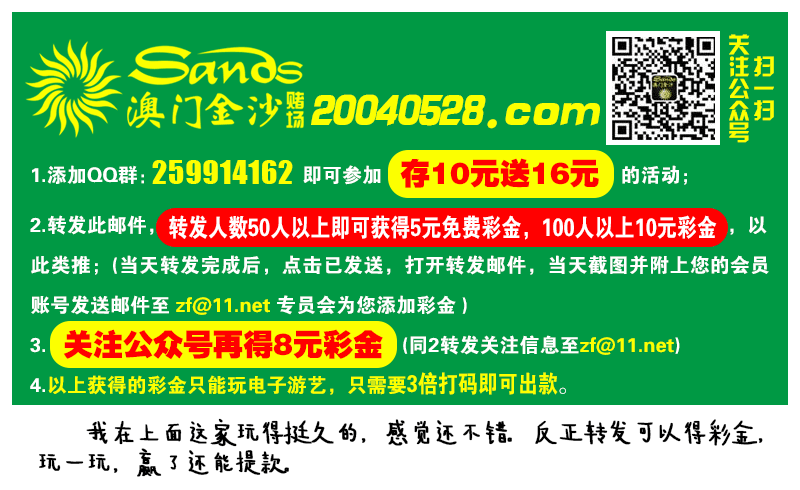 Sands
澳门金沙赌场 20040528.com
Sands
澳门金沙
扫一扫
关注公众号
1.添加QQ群: 259914162 即可参加 存10元送16元 的活动;
2.转发此邮件, 转发人数50人以上即可获得5元免费彩金, 100人以上10元彩金, 以
此类推; (当天转发完成后, 点击已发送, 打开转发邮件, 当天截图并附上您的会员
账号发送邮件至 zf@11.net 专员会为您添加彩金 )
3. 关注公众号再得8元彩金 (同2转发关注信息至zf@11.net)
4.以上获得的彩金只能玩电子游艺, 只需要3倍打码即可出款。
我在上面这家玩得挺久的, 感觉还不错. 反正转发可以得彩金,
玩一玩, 赢了还能提款.